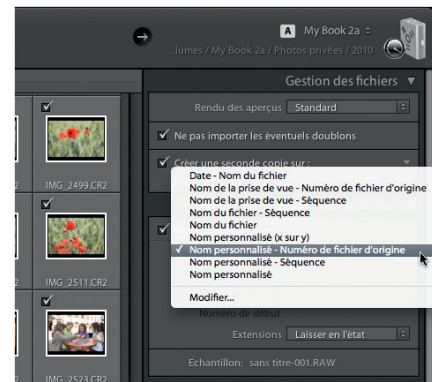 A My Book 2a
...lumes / My Book 2a / Photos privées / 2010
Gestion des fichiers
Rendu des aperçus Standard
Ne pas importer les éventuels doublons
Créer une seconde copie sur :
Date - Nom du fichier
Nom de la prise de vue - Numéro de fichier d'origine
Nom de la prise de vue - Séquence
Nom du fichier - Séquence
Nom du fichier
Nom personnalisé (x sur y)
Nom personnalisé - Numéro de fichier d'origine
Nom personnalisé - Séquence
Nom personnalisé
Modifier...
Numéro de début
Extensions Laisser en l'état
Echantillon: sans titre-001.RAW
2 IMG_2499.CR2
IMG_2511.CR2
IMG_2523.CR2